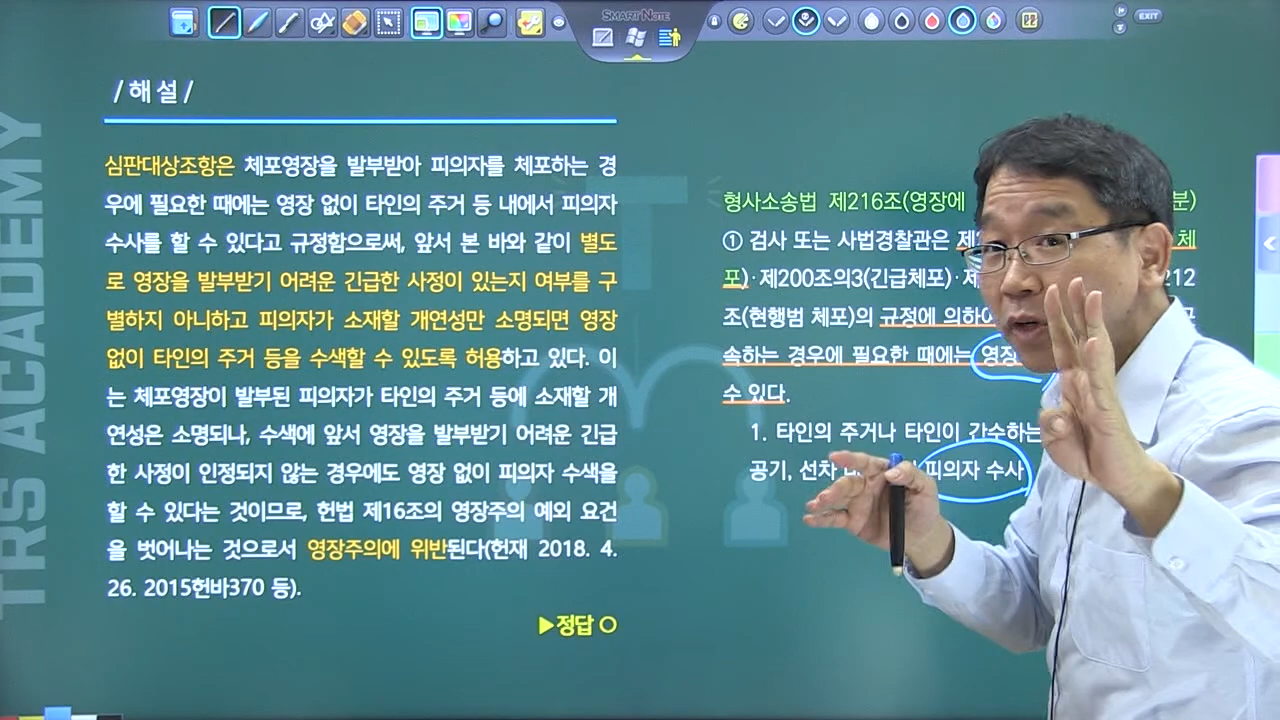 SMART NOTE
EXIT
TRS ACADEMY
/ 해 설 /
심판대상조항은 체포영장을 발부받아 피의자를 체포하는 경
우에 필요한 때에는 영장 없이 타인의 주거 등 내에서 피의자
수사를 할 수 있다고 규정함으로써, 앞서 본 바와 같이 별도
로 영장을 발부받기 어려운 긴급한 사정이 있는지 여부를 구
별하지 아니하고 피의자가 소재할 개연성만 소명되면 영장
없이 타인의 주거 등을 수색할 수 있도록 허용하고 있다. 이
는 체포영장이 발부된 피의자가 타인의 주거 등에 소재할 개
연성은 소명되나, 수색에 앞서 영장을 발부받기 어려운 긴급
한 사정이 인정되지 않는 경우에도 영장 없이 피의자 수색을
할 수 있다는 것이므로, 헌법 제16조의 영장주의 예외 요건
을 벗어나는 것으로서 영장주의에 위반된다(헌재 2018. 4.
26. 2015헌바370 등).
▶정답 O
형사소송법 제216조(영장에 분)
① 검사 또는 사법경찰관은 체
포)·제200조의3(긴급체포)· 212
조(현행범 체포)의 규정에 의하여
속하는 경우에 필요한 때에는 영장
수 있다.
1. 타인의 주거나 타인이 간수하는
공기, 선차 피의자 수사